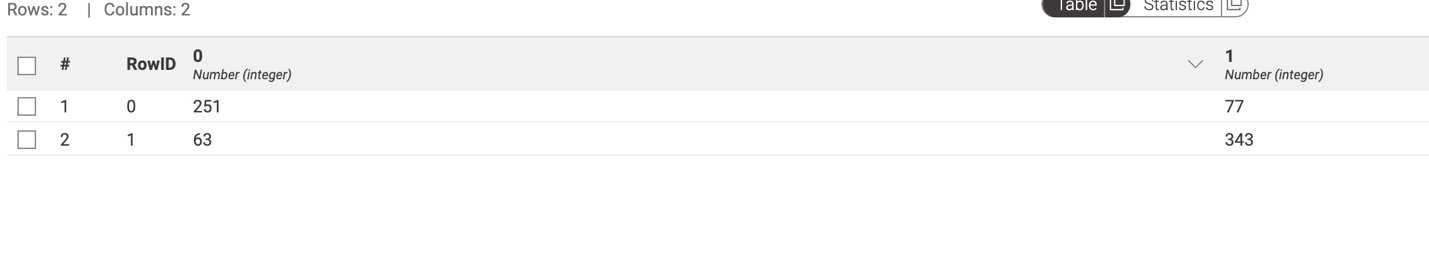 Rows: 2 | Columns: 2
Table Statistics
# RowID 0 1
Number (integer) Number (integer)
1 0 251 77
2 1 63 343